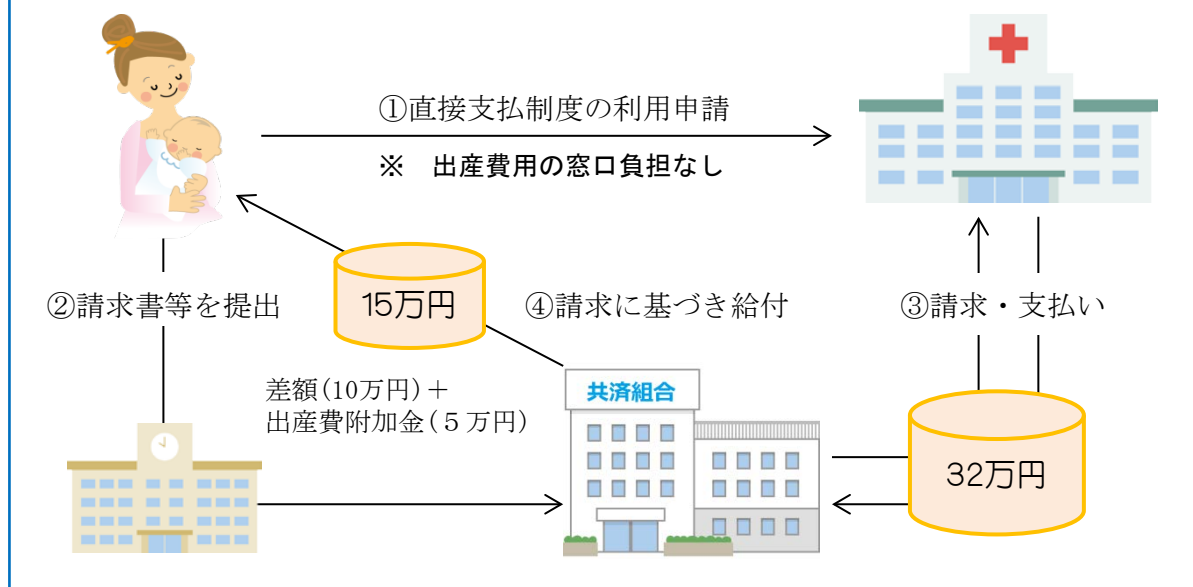 ①直接支払制度の利用申請
※　出産費用の窓口負担なし
②請求書等を提出
15万円
④請求に基づき給付
③請求・支払い
差額(10万円)＋
出産費附加金(５万円)
共済組合
32万円